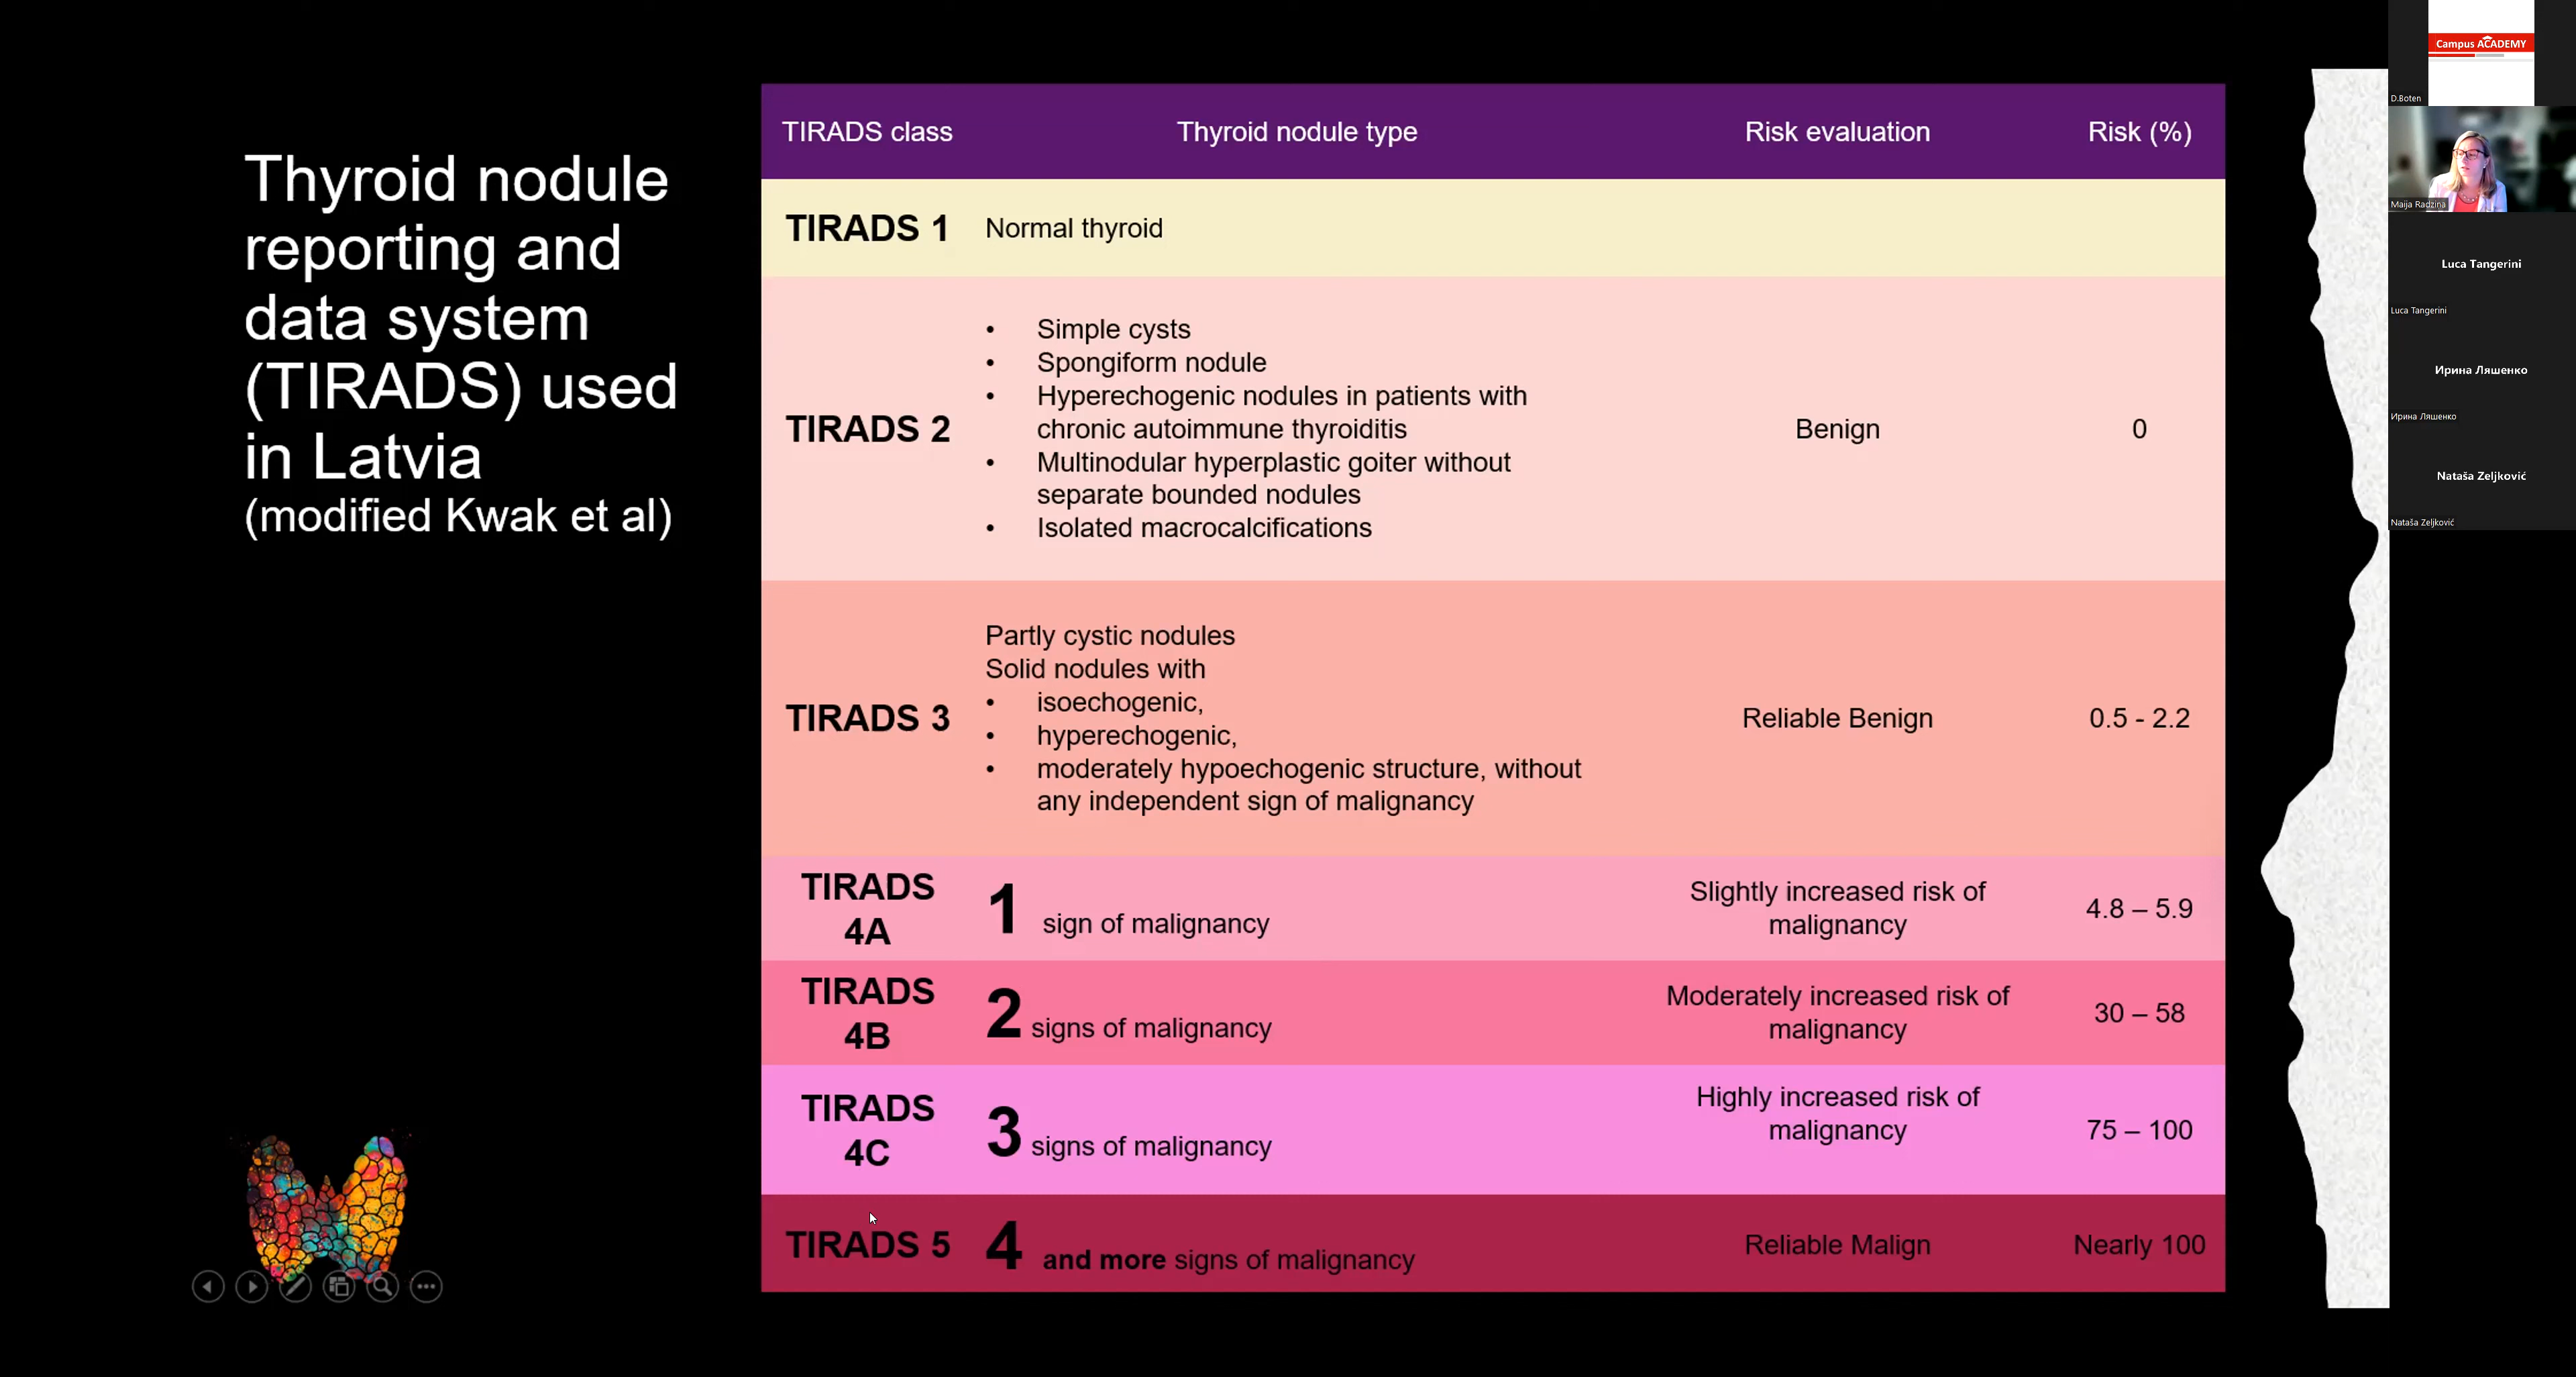 Thyroid nodule
reporting and
data system
(TIRADS) used
in Latvia
(modified Kwak et al)
TIRADS class Thyroid nodule type Risk evaluation Risk (%)
TIRADS 1 Normal thyroid
• Simple cysts
• Spongiform nodule
• Hyperechogenic nodules in patients with
chronic autoimmune thyroiditis
TIRADS 2 Benign 0
• Multinodular hyperplastic goiter without
separate bounded nodules
• Isolated macrocalcifications
Partly cystic nodules
Solid nodules with
• isoechogenic,
TIRADS 3 Reliable Benign 0.5 - 2.2
• hyperechogenic,
• moderately hypoechogenic structure, without
any independent sign of malignancy
TIRADS
4A
1 sign of malignancy
Slightly increased risk of
malignancy
4.8 – 5.9
TIRADS
4B
2 signs of malignancy
Moderately increased risk of
malignancy
30 – 58
TIRADS
4C
3 signs of malignancy
Highly increased risk of
malignancy
75 – 100
TIRADS 5 4 and more signs of malignancy Reliable Malign Nearly 100
Campus ACADEMY
D.Boten
Maija Radzina
Luca Tangerini
Luca Tangerini
Ирина Ляшенко
Ирина Ляшенко
Nataša Zeljković
Nataša Zeljković